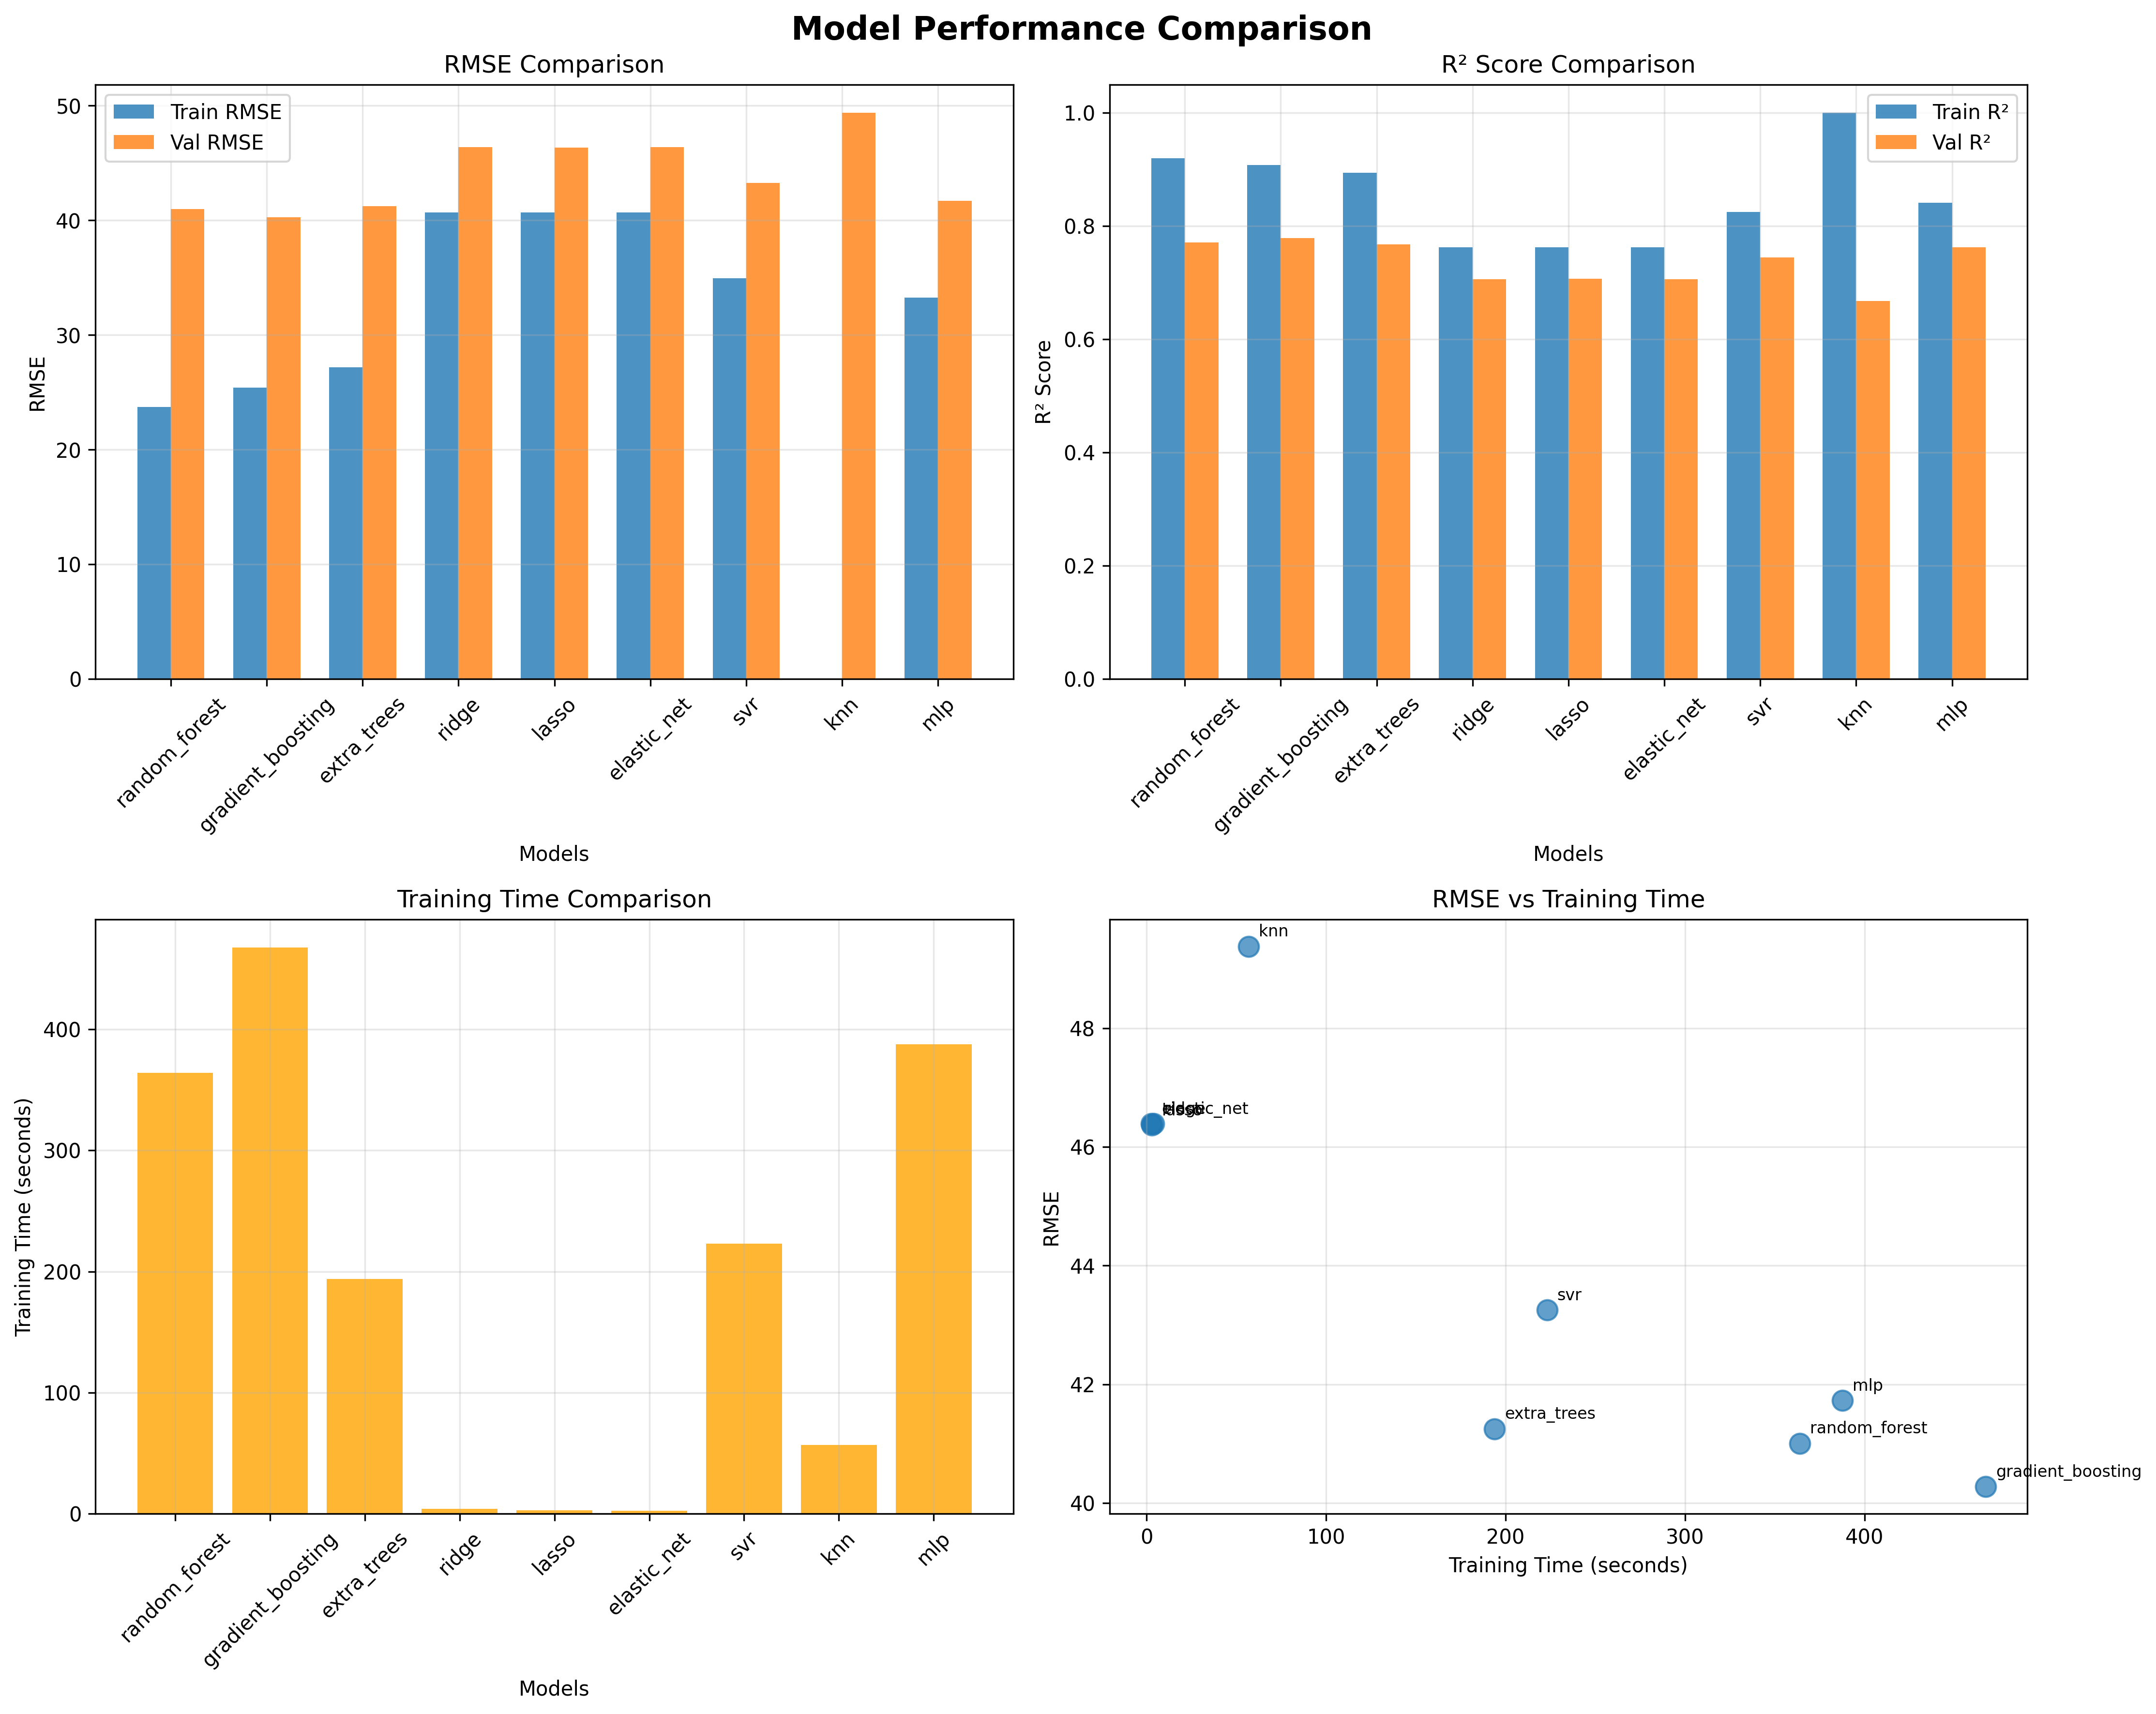 Model Performance Comparison
RMSE Comparison
50
40
30
20
10
0
RMSE
Train RMSE
Val RMSE
random_forest
gradient_boosting
extra_trees
ridge
lasso
elastic_net
svr
knn
mlp
Models
R² Score Comparison
1.0
0.8
0.6
0.4
0.2
0.0
R² Score
Train R²
Val R²
random_forest
gradient_boosting
extra_trees
ridge
lasso
elastic_net
svr
knn
mlp
Models
Training Time Comparison
400
300
200
100
0
Training Time (seconds)
random_forest
gradient_boosting
extra_trees
ridge
lasso
elastic_net
svr
knn
mlp
Models
RMSE vs Training Time
48
46
44
42
40
RMSE
knn
svr
mlp
extra_trees
random_forest
gradient_boosting
0
100
200
300
400
Training Time (seconds)